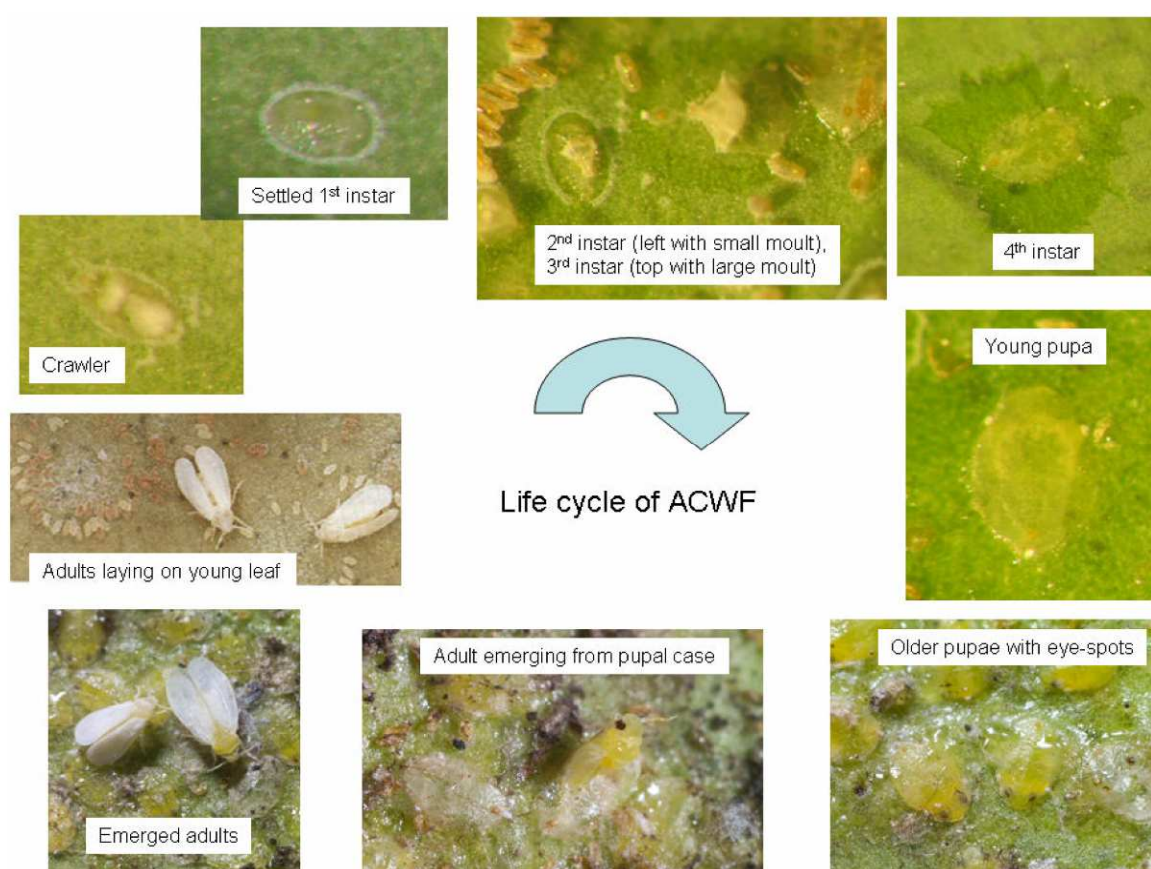 Settled 1st instar
2nd instar (left with small moult),
3rd instar (top with large moult)
4th instar
Crawler
Young pupa
Life cycle of ACWF
Adults laying on young leaf
Adult emerging from pupal case
Older pupae with eye-spots
Emerged adults